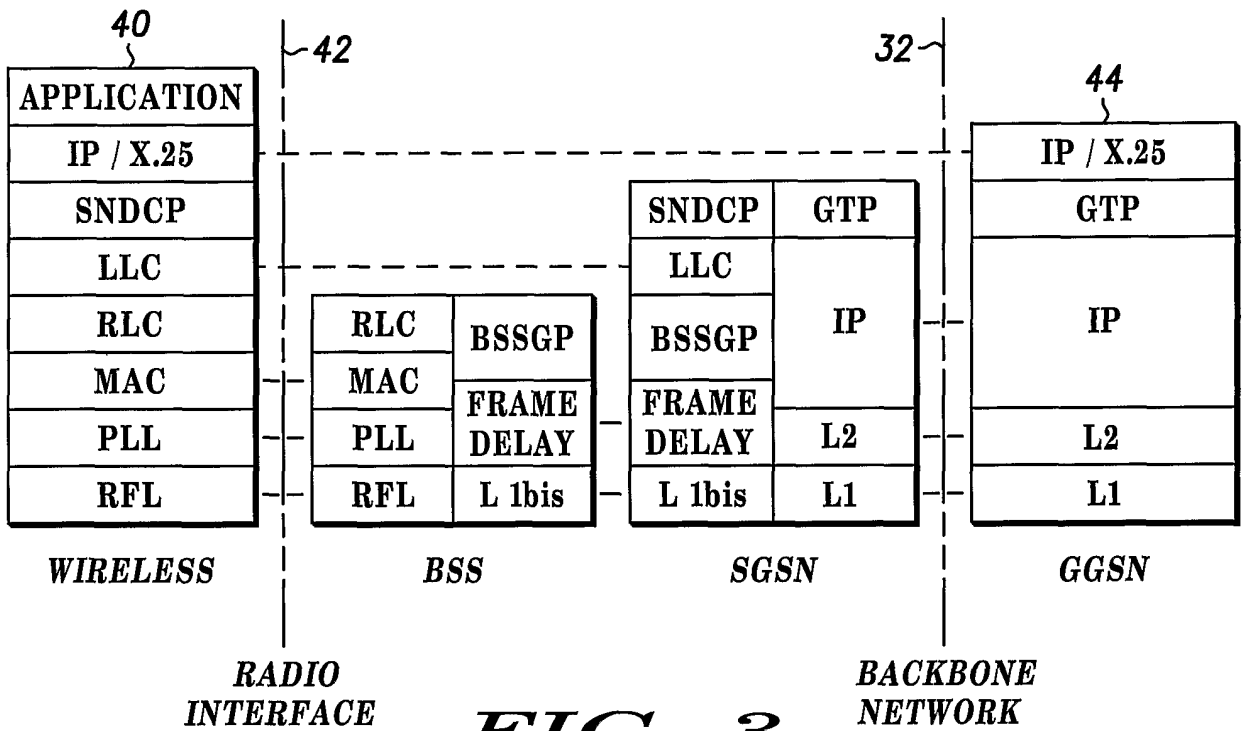 40
42
32
44
APPLICATION
IP / X.25
SNDCP
LLC
RLC
MAC
PLL
RFL
WIRELESS
RADIO
INTERFACE
RLC
MAC
PLL
RFL
BSSGP
FRAME
DELAY
L 1bis
BSS
SNDCP
LLC
BSSGP
FRAME
DELAY
L 1bis
GTP
IP
L2
L1
SGSN
BACKBONE
NETWORK
IP / X.25
GTP
IP
L2
L1
GGSN
FIG. 3